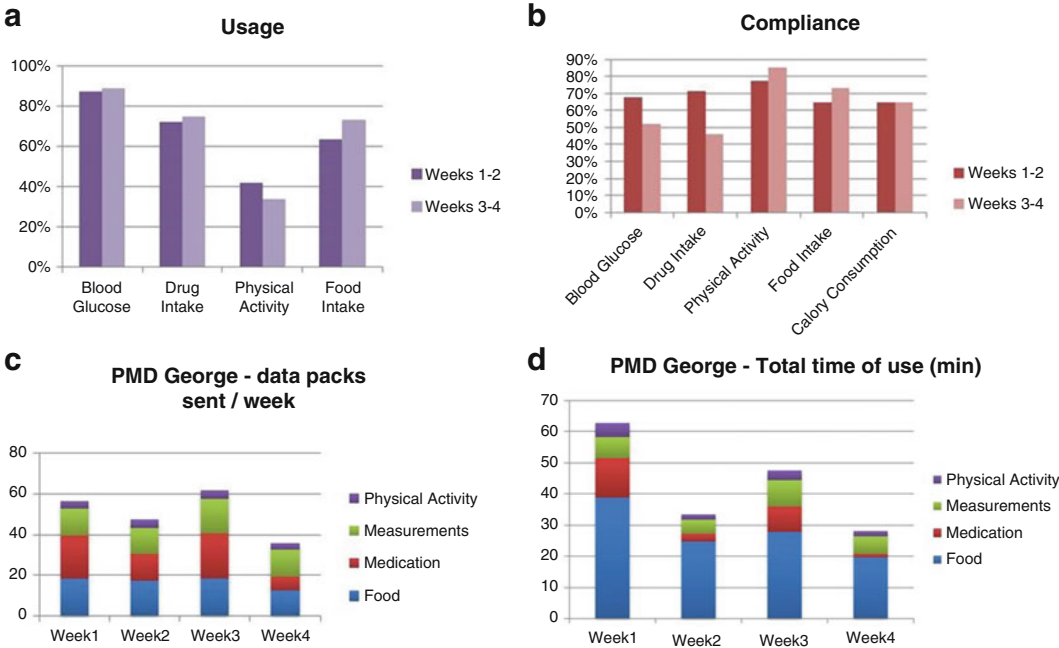 a
Usage
100%
80%
60%
40%
20%
0%
Blood
Glucose
Drug
Intake
Physical
Activity
Food
Intake
Weeks 1-2
Weeks 3-4
b
Compliance
90%
80%
70%
60%
50%
40%
30%
20%
10%
0%
Blood Glucose
Drug Intake
Physical Activity
Food Intake
Calory Consumption
Weeks 1-2
Weeks 3-4
c
PMD George - data packs
sent / week
80
60
40
20
0
Week1
Week2
Week3
Week4
Physical Activity
Measurements
Medication
Food
d
PMD George - Total time of use (min)
70
60
50
40
30
20
10
0
Week1
Week2
Week3
Week4
Physical Activity
Measurements
Medication
Food